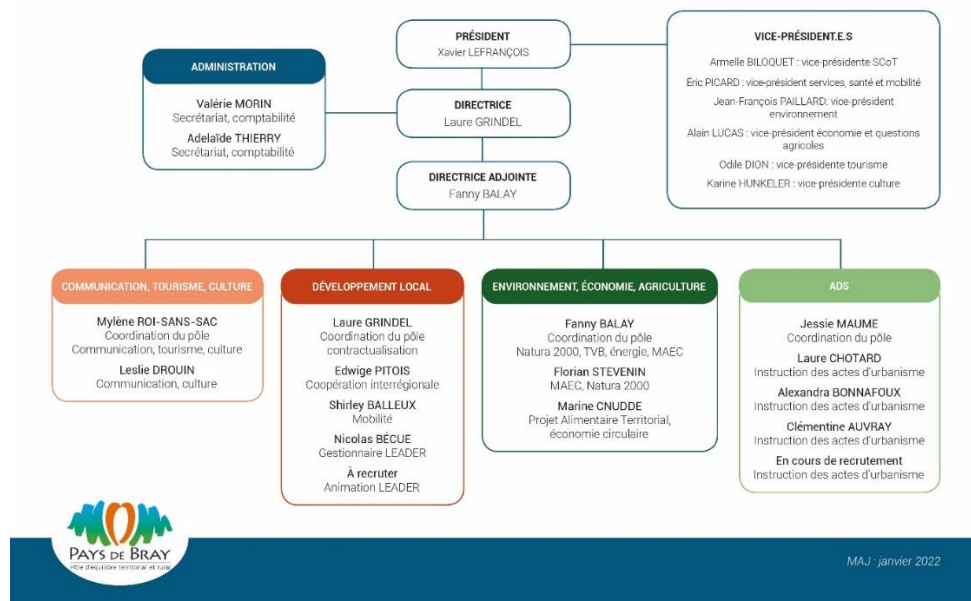 PRÉSIDENT
Xavier LEFRANÇOIS
VICE-PRÉSIDENT.E.S
Armelle BILOQUET : vice-présidente SCoT
Éric PICARD : vice-président services, santé et mobilité
Jean-François PAILLARD: vice-président
environnement
Alain LUCAS : vice-président économie et questions
agricoles
Odile DION : vice-présidente tourisme
Karine HUNKELER : vice-présidente culture
ADMINISTRATION
Valérie MORIN
Secrétariat, comptabilité
Adelaïde THIERRY
Secrétariat, comptabilité
DIRECTRICE
Laure GRINDEL
DIRECTRICE ADJOINTE
Fanny BALAY
COMMUNICATION, TOURISME, CULTURE
Mylène ROI-SANS-SAC
Coordination du pôle
Communication, tourisme, culture
Leslie DROUIN
Communication, culture
DÉVELOPPEMENT LOCAL
Laure GRINDEL
Coordination du pôle
contractualisation
Edwige PITOIS
Coopération interrégionale
Shirley BALLEUX
Mobilité
Nicolas BÉCUE
Gestionnaire LEADER
À recruter
Animation LEADER
ENVIRONNEMENT, ÉCONOMIE, AGRICULTURE
Fanny BALAY
Coordination du pôle
Natura 2000, TVB, énergie, MAEC
Florian STEVENIN
MAEC, Natura 2000
Marine CNUDDE
Projet Alimentaire Territorial,
économie circulaire
ADS
Jessie MAUME
Coordination du pôle
Laure CHOTARD
Instruction des actes d'urbanisme
Alexandra BONNAFOUX
Instruction des actes d'urbanisme
Clémentine AUVRAY
Instruction des actes d'urbanisme
En cours de recrutement
Instruction des actes d'urbanisme
PAYS DE BRAY
Pôle d'équilibre territorial et rural
MAJ : janvier 2022